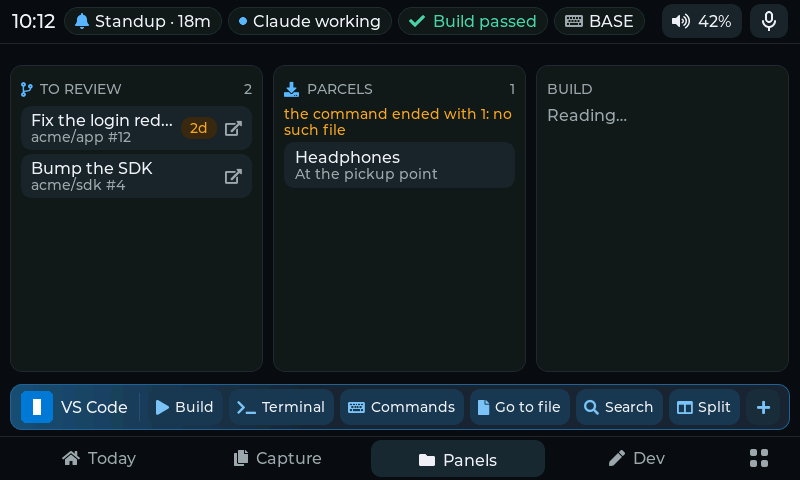 10:12
Standup · 18m
Claude working
Build passed
BASE
42%
TO REVIEW 2
Fix the login red... 2d
acme/app #12
Bump the SDK
acme/sdk #4
PARCELS 1
the command ended with 1: no
such file
Headphones
At the pickup point
BUILD
Reading...
VS Code
Build
Terminal
Commands
Go to file
Search
Split
Today
Capture
Panels
Dev